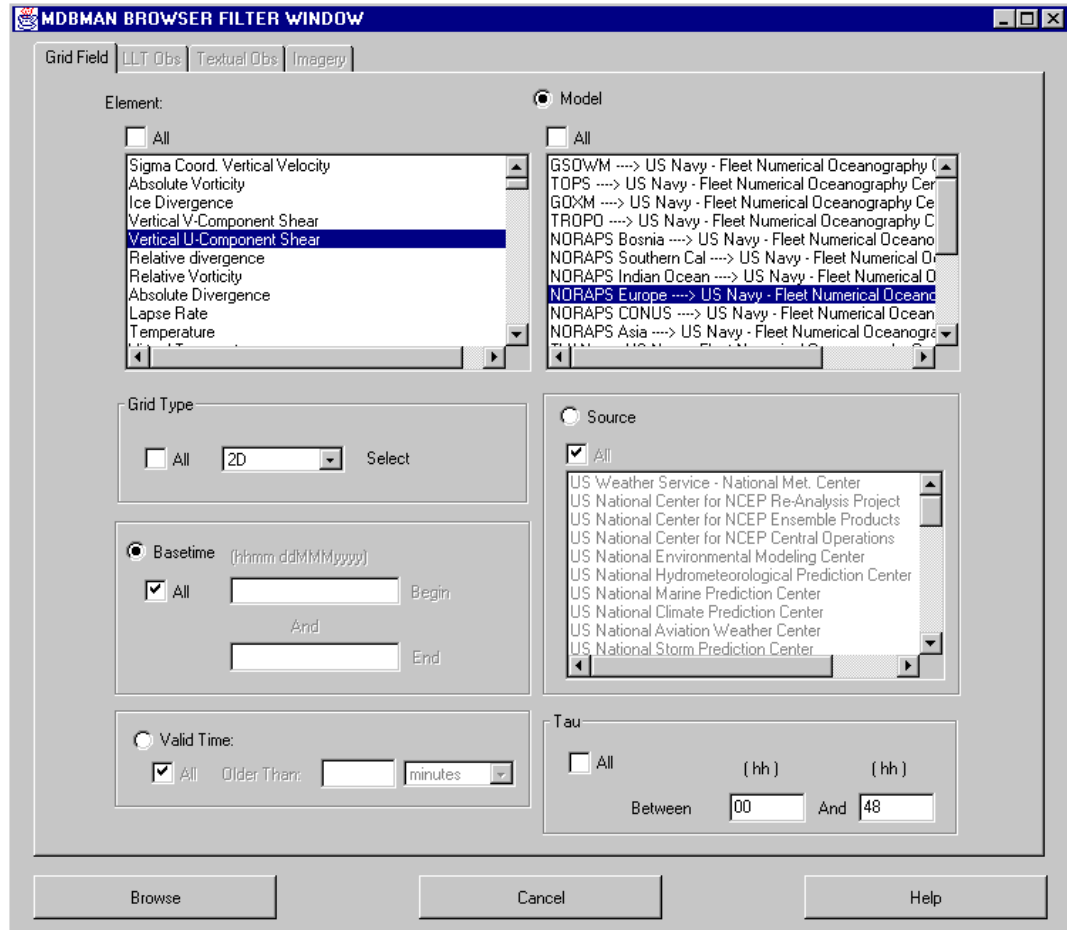 MDBMAN BROWSER FILTER WINDOW
Grid Field LLT Obs Textual Obs Imagery
Element:
All
Sigma Coord. Vertical Velocity
Absolute Vorticity
Ice Divergence
Vertical V-Component Shear
Vertical U-Component Shear
Relative divergence
Relative Vorticity
Absolute Divergence
Lapse Rate
Temperature
Model
All
GSOWM ----> US Navy - Fleet Numerical Oceanography (
TOPS ----> US Navy - Fleet Numerical Oceanography Cer
GOXM ----> US Navy - Fleet Numerical Oceanography Ce
TROPO ----> US Navy - Fleet Numerical Oceanography C
NORAPS Bosnia ----> US Navy - Fleet Numerical Oceano
NORAPS Southern Cal ----> US Navy - Fleet Numerical O
NORAPS Indian Ocean ----> US Navy - Fleet Numerical O
NORAPS Europe ----> US Navy - Fleet Numerical Oceano
NORAPS CONUS ----> US Navy - Fleet Numerical Ocean
NORAPS Asia ----> US Navy - Fleet Numerical Oceanogra
Grid Type
All 2D Select
Source
All
US Weather Service - National Met. Center
US National Center for NCEP Re-Analysis Project
US National Center for NCEP Ensemble Products
US National Center for NCEP Central Operations
US National Environmental Modeling Center
US National Hydrometeorological Prediction Center
US National Marine Prediction Center
US National Climate Prediction Center
US National Aviation Weather Center
US National Storm Prediction Center
Basetime (hhmm ddMMMyyyy)
All Begin
And
End
Valid Time:
All Older Than: minutes
Tau
All (hh) (hh)
Between 00 And 48
Browse Cancel Help